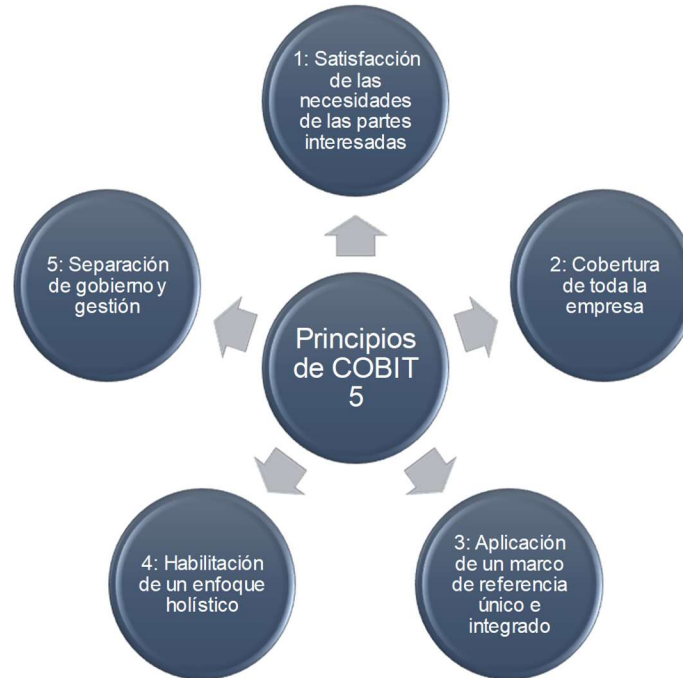 1: Satisfacción
de las
necesidades
de las partes
interesadas
5: Separación
de gobierno y
gestión
2: Cobertura
de toda la
empresa
Principios
de COBIT
5
4: Habilitación
de un enfoque
holístico
3: Aplicación
de un marco
de referencia
único e
integrado